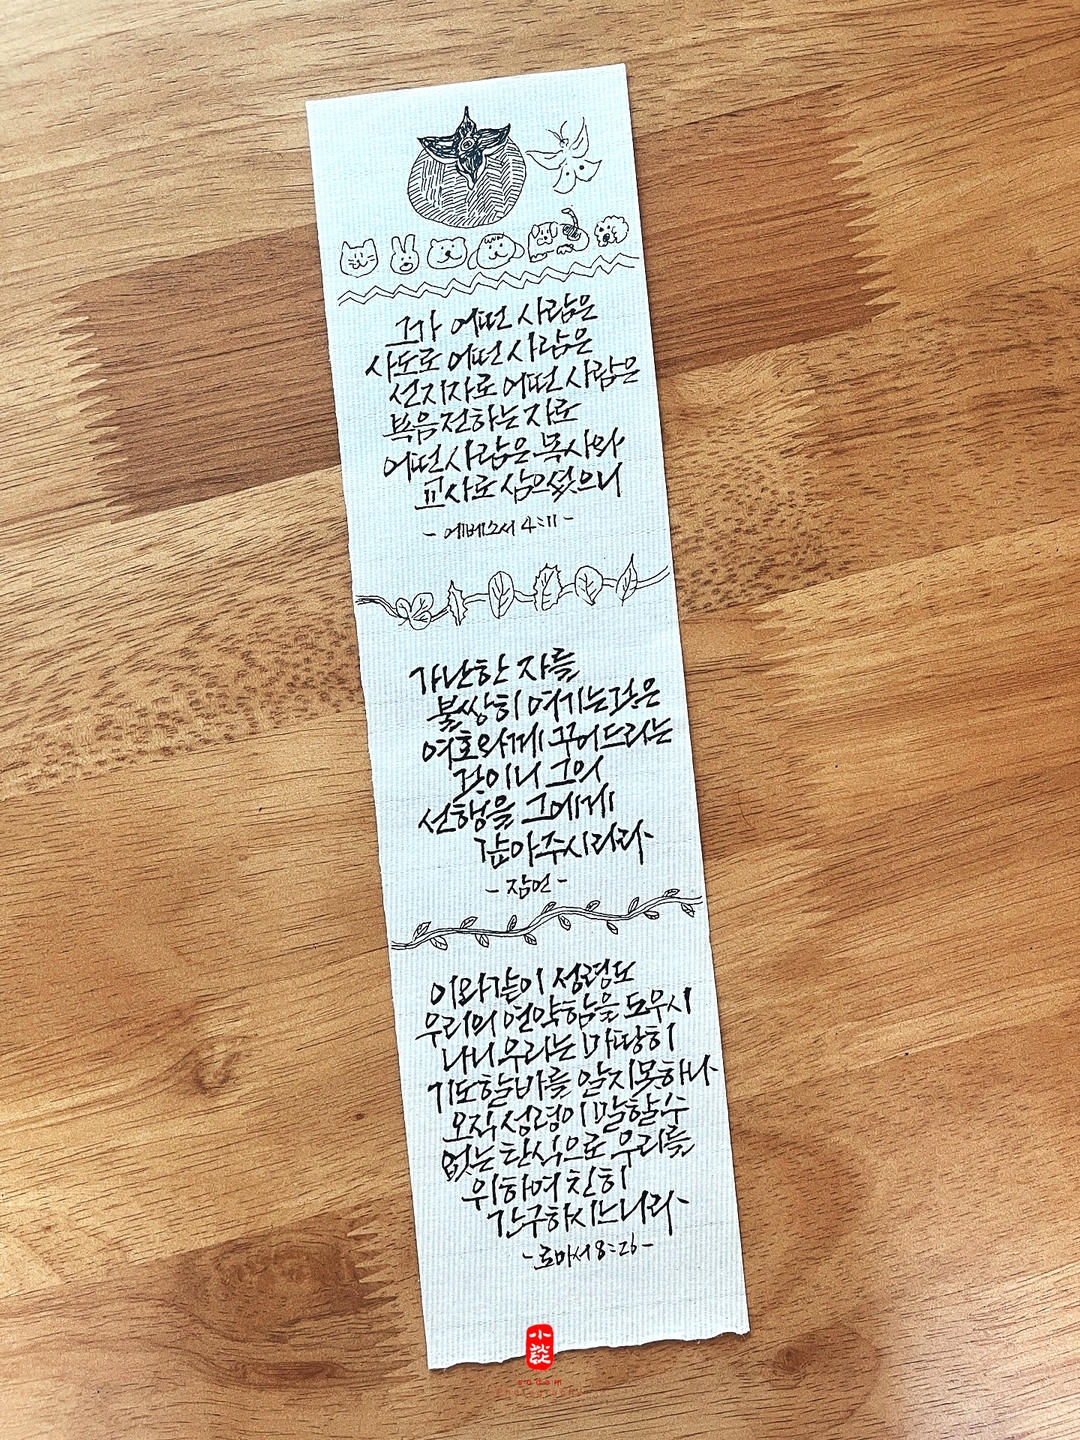 그가 어떤 사람은
사도로 어떤 사람은
선지자로 어떤 사람은
복음전하는 자로
어떤 사람은 목사와
교사로 삼으셨으니
- 에베소서 4:11 -
가난한 자를
불쌍히 여기는 것은
여호와께 꾸어드리는
것이니 그의
선행을 그에게
갚아주시리라
- 잠언 -
이와같이 성령도
우리의 연약함을 도우시
나니 우리는 마땅히
기도할바를 알지못하나
오직 성령이 말할수
없는 탄식으로 우리를
위하여 친히
간구하시느니라
- 로마서 8:26 -
小談
sodam
photography